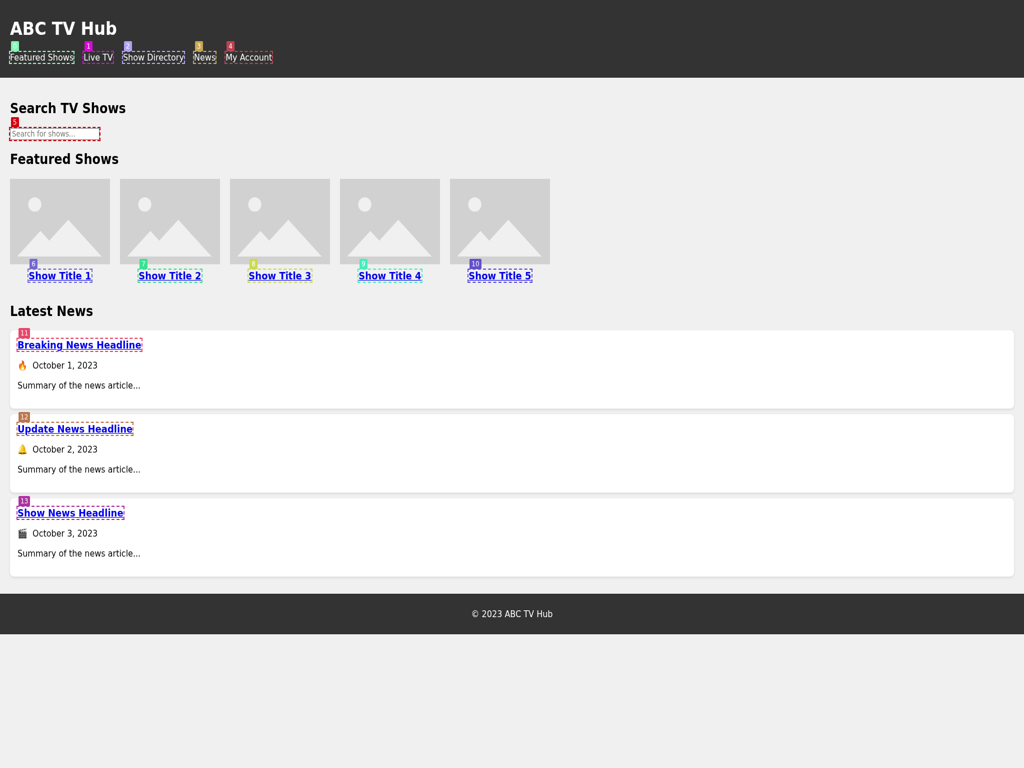 ABC TV Hub
0 1 2 3 4
Featured Shows Live TV Show Directory News My Account
Search TV Shows
5
Search for shows...
Featured Shows
6 7 8 9 10
Show Title 1 Show Title 2 Show Title 3 Show Title 4 Show Title 5
Latest News
11
Breaking News Headline
🔥 October 1, 2023
Summary of the news article...
12
Update News Headline
🔔 October 2, 2023
Summary of the news article...
13
Show News Headline
🎬 October 3, 2023
Summary of the news article...
© 2023 ABC TV Hub